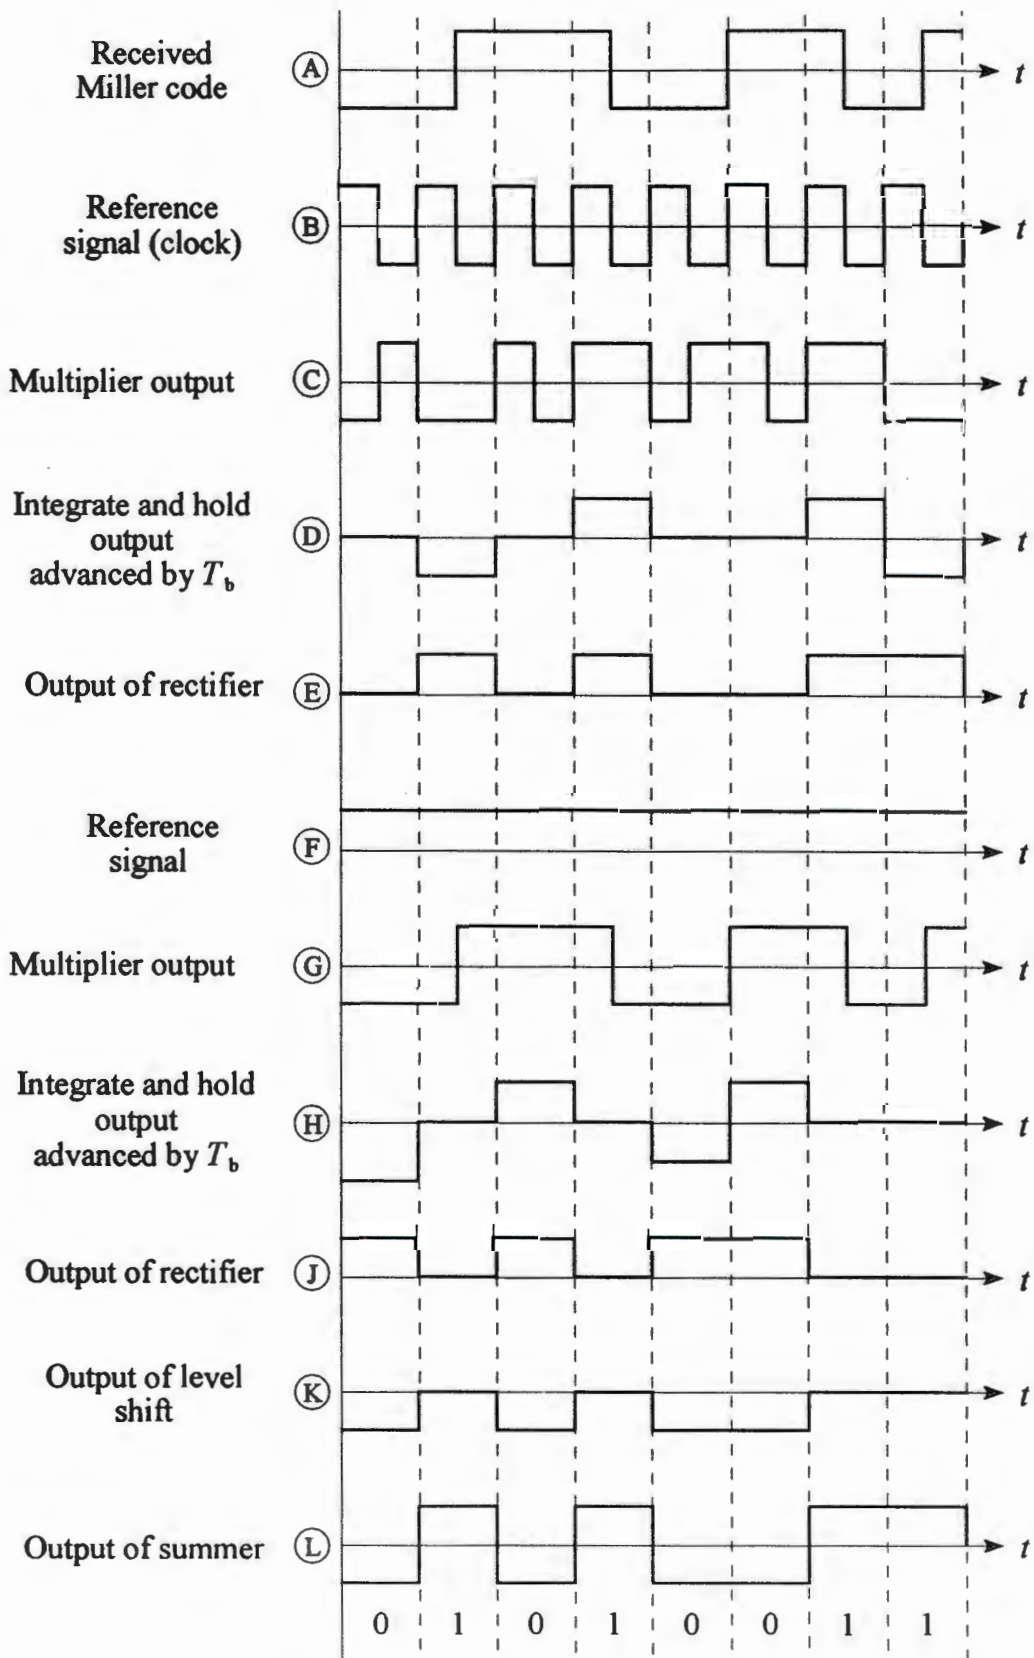 Received
Miller code
A
t
Reference
signal (clock)
B
t
Multiplier output
C
t
Integrate and hold
output
advanced by T_b
D
t
Output of rectifier
E
t
Reference
signal
F
t
Multiplier output
G
t
Integrate and hold
output
advanced by T_b
H
t
Output of rectifier
J
t
Output of level
shift
K
t
Output of summer
L
t
0 1 0 1 0 0 1 1